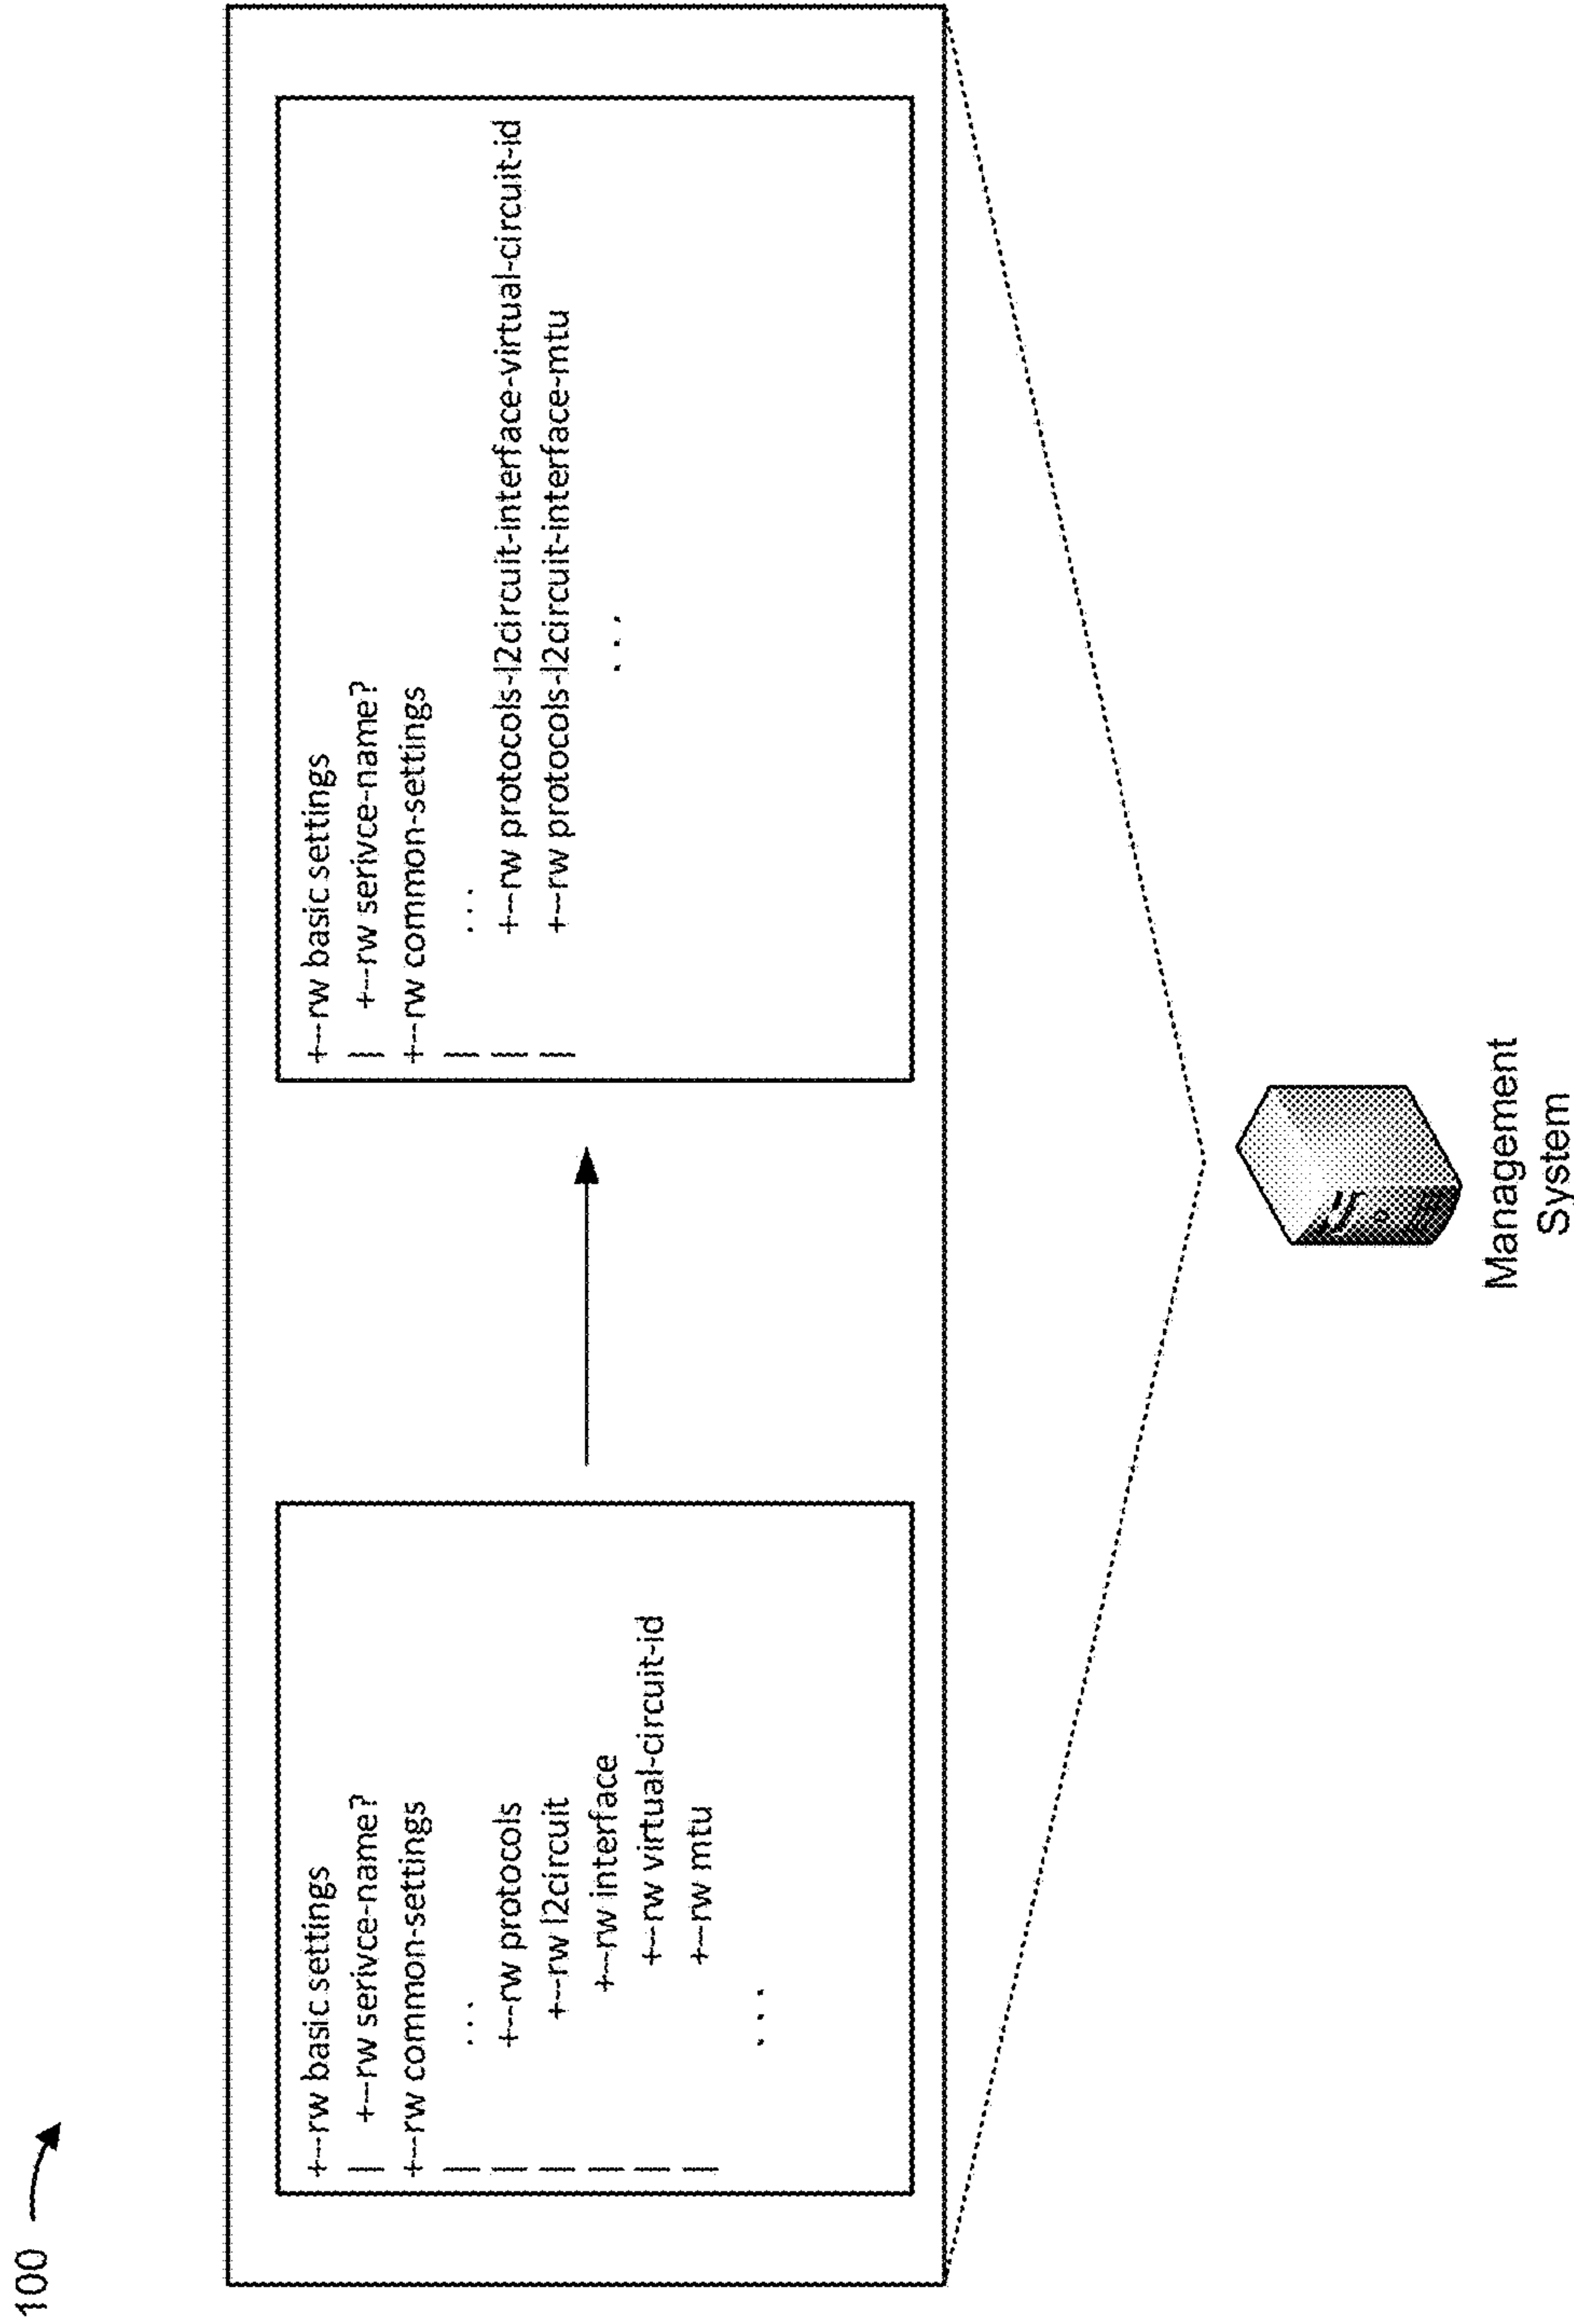 100
+--rw basic settings
|   +--rw serivce-name?
+--rw common-settings
|   ...
|   +--rw protocols
|   +--rw l2circuit
|   +--rw interface
|   +--rw virtual-circuit-id
|   +--rw mtu
...
+--rw basic settings
|   +--rw serivce-name?
+--rw common-settings
|   ...
|   +--rw protocols-l2circuit-interface-virtual-circuit-id
|   +--rw protocols-l2circuit-interface-mtu
...
Management
System